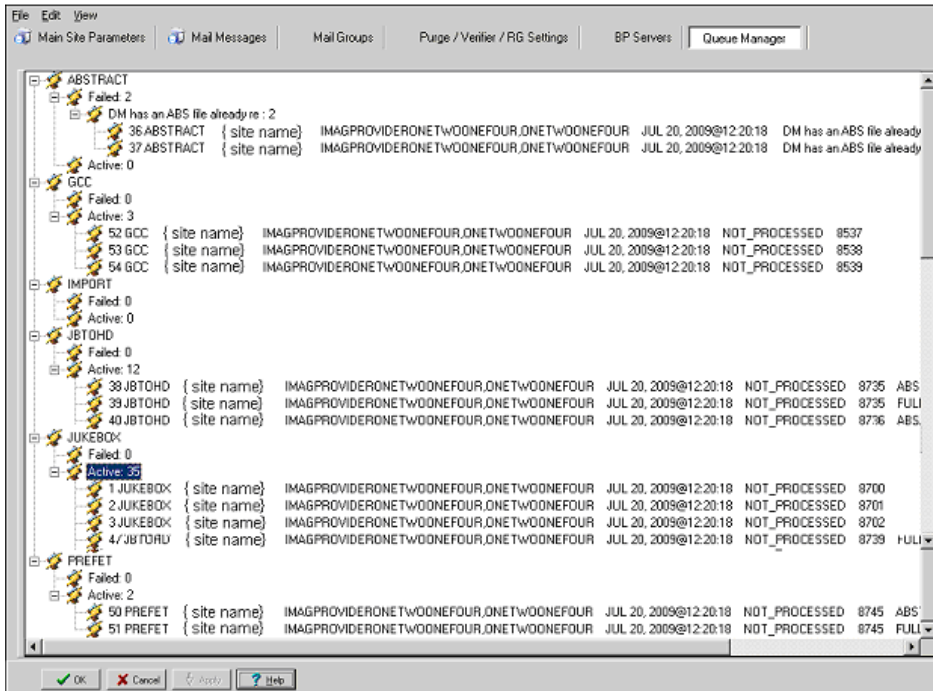 File Edit View
Main Site Parameters Mail Messages Mail Groups Purge / Verifier / RG Settings BP Servers Queue Manager
ABSTRACT
Failed: 2
DM has an ABS file already re : 2
36 ABSTRACT { site name} IMAGPROVIDERONETWOONEFOUR,ONETWOONEFOUR JUL 20, 2009@12:20:18 DM has an ABS file already
37 ABSTRACT { site name} IMAGPROVIDERONETWOONEFOUR,ONETWOONEFOUR JUL 20, 2009@12:20:18 DM has an ABS file already
Active: 0
GCC
Failed: 0
Active: 3
52 GCC { site name} IMAGPROVIDERONETWOONEFOUR,ONETWOONEFOUR JUL 20, 2009@12:20:18 NOT_PROCESSED 8537
53 GCC { site name} IMAGPROVIDERONETWOONEFOUR,ONETWOONEFOUR JUL 20, 2009@12:20:18 NOT_PROCESSED 8538
54 GCC { site name} IMAGPROVIDERONETWOONEFOUR,ONETWOONEFOUR JUL 20, 2009@12:20:18 NOT_PROCESSED 8539
IMPORT
Failed: 0
Active: 0
JBTOHD
Failed: 0
Active: 12
38 JBTOHD { site name} IMAGPROVIDERONETWOONEFOUR,ONETWOONEFOUR JUL 20, 2009@12:20:18 NOT_PROCESSED 8735 ABS
39 JBTOHD { site name} IMAGPROVIDERONETWOONEFOUR,ONETWOONEFOUR JUL 20, 2009@12:20:18 NOT_PROCESSED 8735 FULL
40 JBTOHD { site name} IMAGPROVIDERONETWOONEFOUR,ONETWOONEFOUR JUL 20, 2009@12:20:18 NOT_PROCESSED 8736 ABS
JUKEBOX
Failed: 0
Active: 35
1 JUKEBOX { site name} IMAGPROVIDERONETWOONEFOUR,ONETWOONEFOUR JUL 20, 2009@12:20:18 NOT_PROCESSED 8700
2 JUKEBOX { site name} IMAGPROVIDERONETWOONEFOUR,ONETWOONEFOUR JUL 20, 2009@12:20:18 NOT_PROCESSED 8701
3 JUKEBOX { site name} IMAGPROVIDERONETWOONEFOUR,ONETWOONEFOUR JUL 20, 2009@12:20:18 NOT_PROCESSED 8702
47 JBTOHD { site name} IMAGPROVIDERONETWOONEFOUR,ONETWOONEFOUR JUL 20, 2009@12:20:18 NOT_PROCESSED 8739 FULL
PREFET
Failed: 0
Active: 2
50 PREFET { site name} IMAGPROVIDERONETWOONEFOUR,ONETWOONEFOUR JUL 20, 2009@12:20:18 NOT_PROCESSED 8745 ABS
51 PREFET { site name} IMAGPROVIDERONETWOONEFOUR,ONETWOONEFOUR JUL 20, 2009@12:20:18 NOT_PROCESSED 8745 FULL
OK Cancel Apply Help